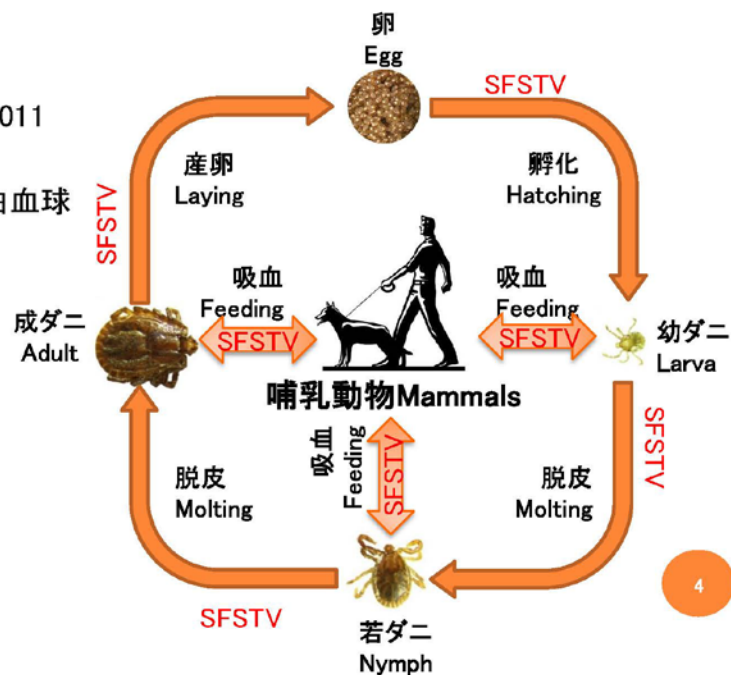 卵
Egg
SFSTV
011
産卵
Laying
孵化
Hatching
SFSTV
白血球
吸血
Feeding
SFSTV
吸血
Feeding
SFSTV
成ダニ
Adult
幼ダニ
Larva
哺乳動物Mammals
吸血
Feeding
SFSTV
SFSTV
脱皮
Molting
脱皮
Molting
4
SFSTV
若ダニ
Nymph